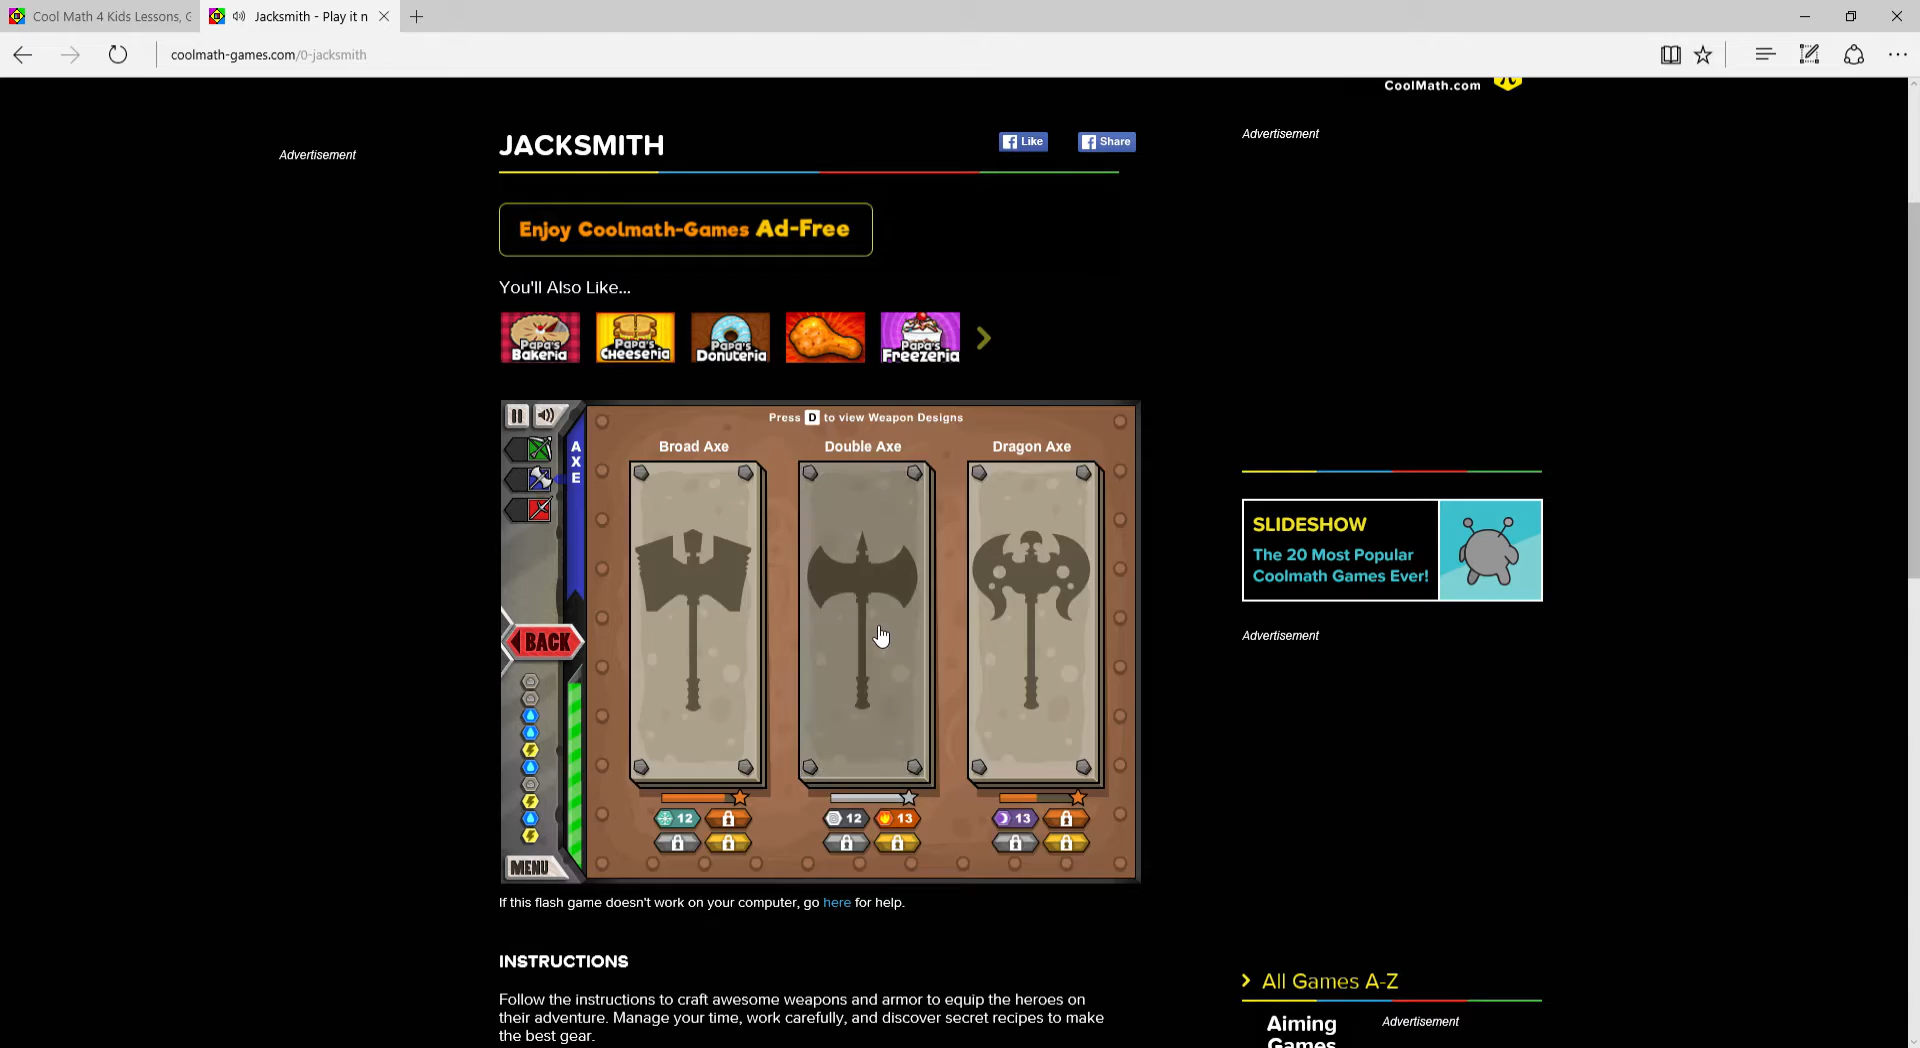 Cool Math 4 Kids Lessons, G
Jacksmith - Play it n
coolmath-games.com/0-jacksmith
CoolMath.com
Advertisement
JACKSMITH
Like
Share
Advertisement
Enjoy Coolmath-Games Ad-Free
You'll Also Like...
Papa's Bakeria
Papa's Cheeseria
Papa's Donuteria
Papa's Freezeria
Press D to view Weapon Designs
AXE
Broad Axe
Double Axe
Dragon Axe
BACK
12
12
13
13
MENU
SLIDESHOW
The 20 Most Popular
Coolmath Games Ever!
Advertisement
If this flash game doesn't work on your computer, go here for help.
INSTRUCTIONS
Follow the instructions to craft awesome weapons and armor to equip the heroes on
their adventure. Manage your time, work carefully, and discover secret recipes to make
the best gear.
All Games A-Z
Aiming
Games
Advertisement